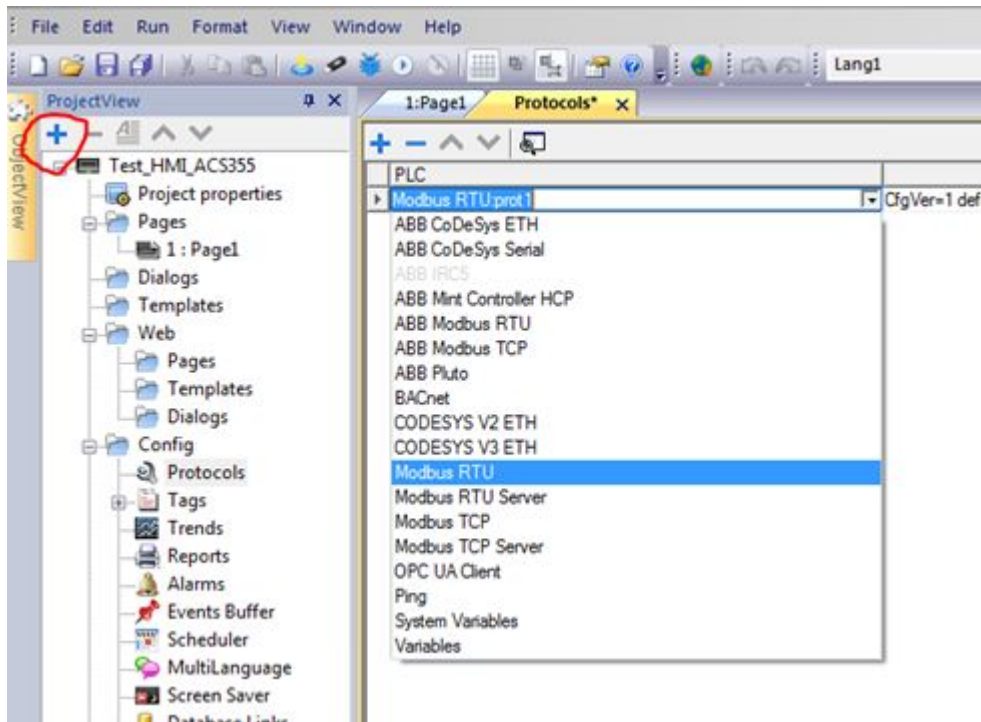 File Edit Run Format View Window Help
Lang1
ProjectView
ObjectView
Test_HMI_ACS355
Project properties
Pages
1 : Page1
Dialogs
Templates
Web
Pages
Templates
Dialogs
Config
Protocols
Tags
Trends
Reports
Alarms
Events Buffer
Scheduler
MultiLanguage
Screen Saver
Database Links
1:Page1 Protocols*
PLC
Modbus RTU:prot1 CfgVer=1 def
ABB CoDeSys ETH
ABB CoDeSys Serial
ABB IRC5
ABB Mint Controller HCP
ABB Modbus RTU
ABB Modbus TCP
ABB Pluto
BACnet
CODESYS V2 ETH
CODESYS V3 ETH
Modbus RTU
Modbus RTU Server
Modbus TCP
Modbus TCP Server
OPC UA Client
Ping
System Variables
Variables